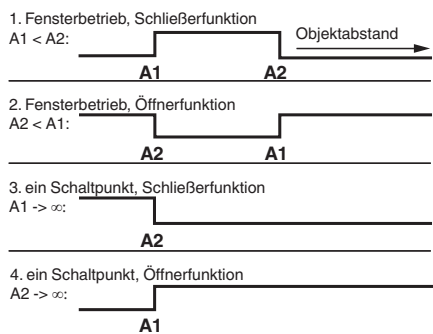 1. Fensterbetrieb, Schließerfunktion
A1 < A2:
Objektabstand
A1 A2
2. Fensterbetrieb, Öffnerfunktion
A2 < A1:
A2 A1
3. ein Schaltpunkt, Schließerfunktion
A1 -> ∞:
A2
4. ein Schaltpunkt, Öffnerfunktion
A2 -> ∞:
A1